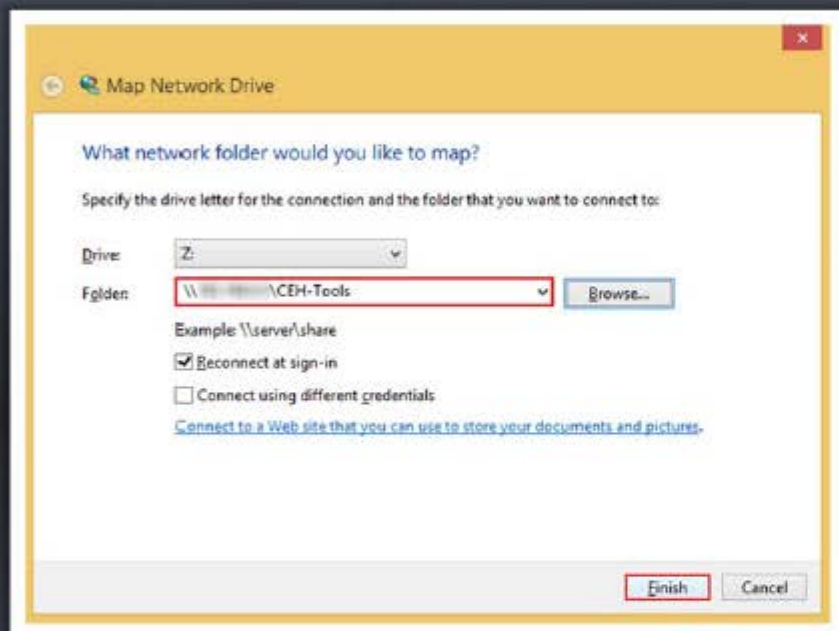 Map Network Drive
What network folder would you like to map?
Specify the drive letter for the connection and the folder that you want to connect to:
Drive: Z:
Folder: \\ \CEH-Tools Browse...
Example: \\server\share
Reconnect at sign-in
Connect using different credentials
Connect to a Web site that you can use to store your documents and pictures.
Finish Cancel